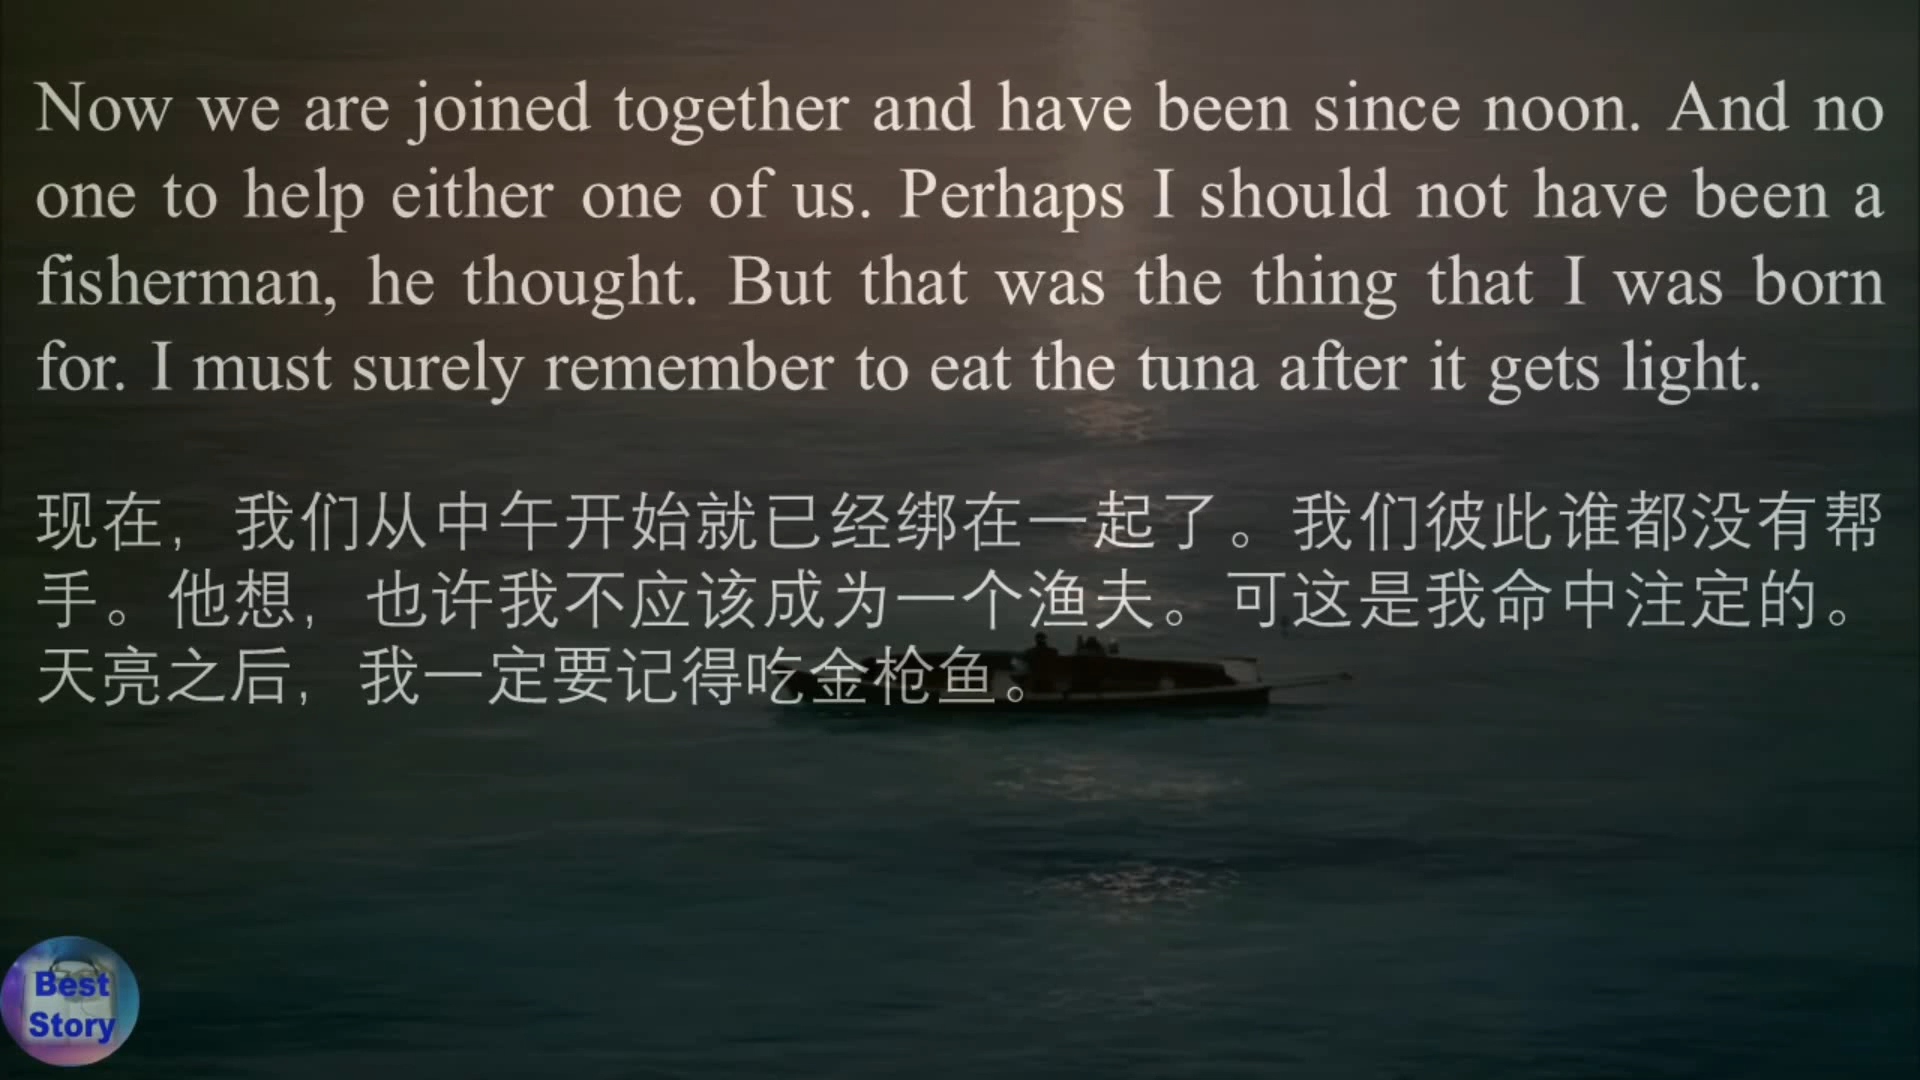 Now we are joined together and have been since noon. And no
one to help either one of us. Perhaps I should not have been a
fisherman, he thought. But that was the thing that I was born
for. I must surely remember to eat the tuna after it gets light.
现在，我们从中午开始就已经绑在一起了。我们彼此谁都没有帮
手。他想，也许我不应该成为一个渔夫。可这是我命中注定的。
天亮之后，我一定要记得吃金枪鱼。
Best
Story